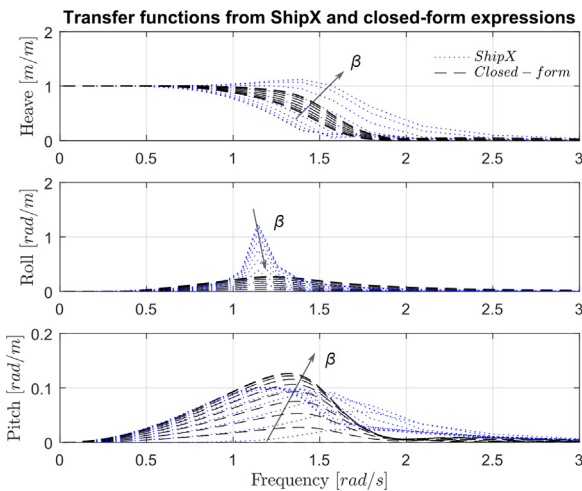 Transfer functions from ShipX and closed-form expressions
2
1
0
Heave [m/m]
β
ShipX
Closed − form
0 0.5 1 1.5 2 2.5 3
2
1
0
Roll [rad/m]
β
0 0.5 1 1.5 2 2.5 3
0.2
0.1
0
Pitch [rad/m]
β
0 0.5 1 1.5 2 2.5 3
Frequency [rad/s]